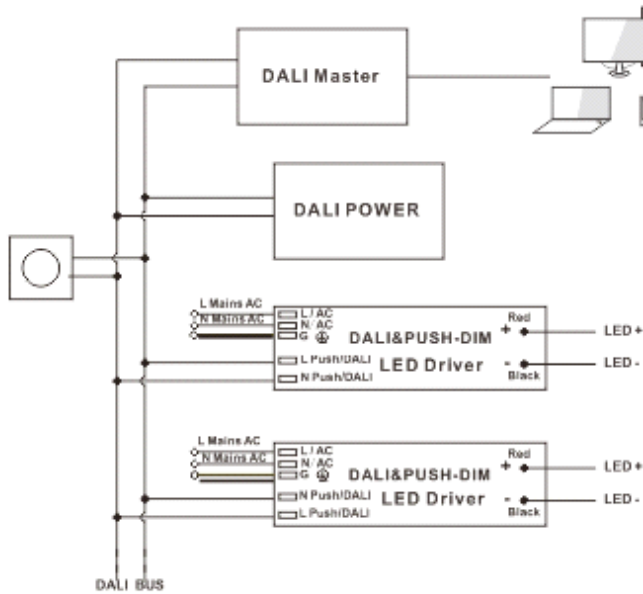 DALI Master
DALI POWER
L Mains AC
N Mains AC
L/AC
N/AC
G
L Push/DALI
N Push/DALI
DALI&PUSH-DIM
LED Driver
Red
+
-
Black
LED+
LED-
L Mains AC
N Mains AC
L/AC
N/AC
G
N Push/DALI
L Push/DALI
DALI&PUSH-DIM
LED Driver
Red
+
-
Black
LED+
LED-
DALI BUS